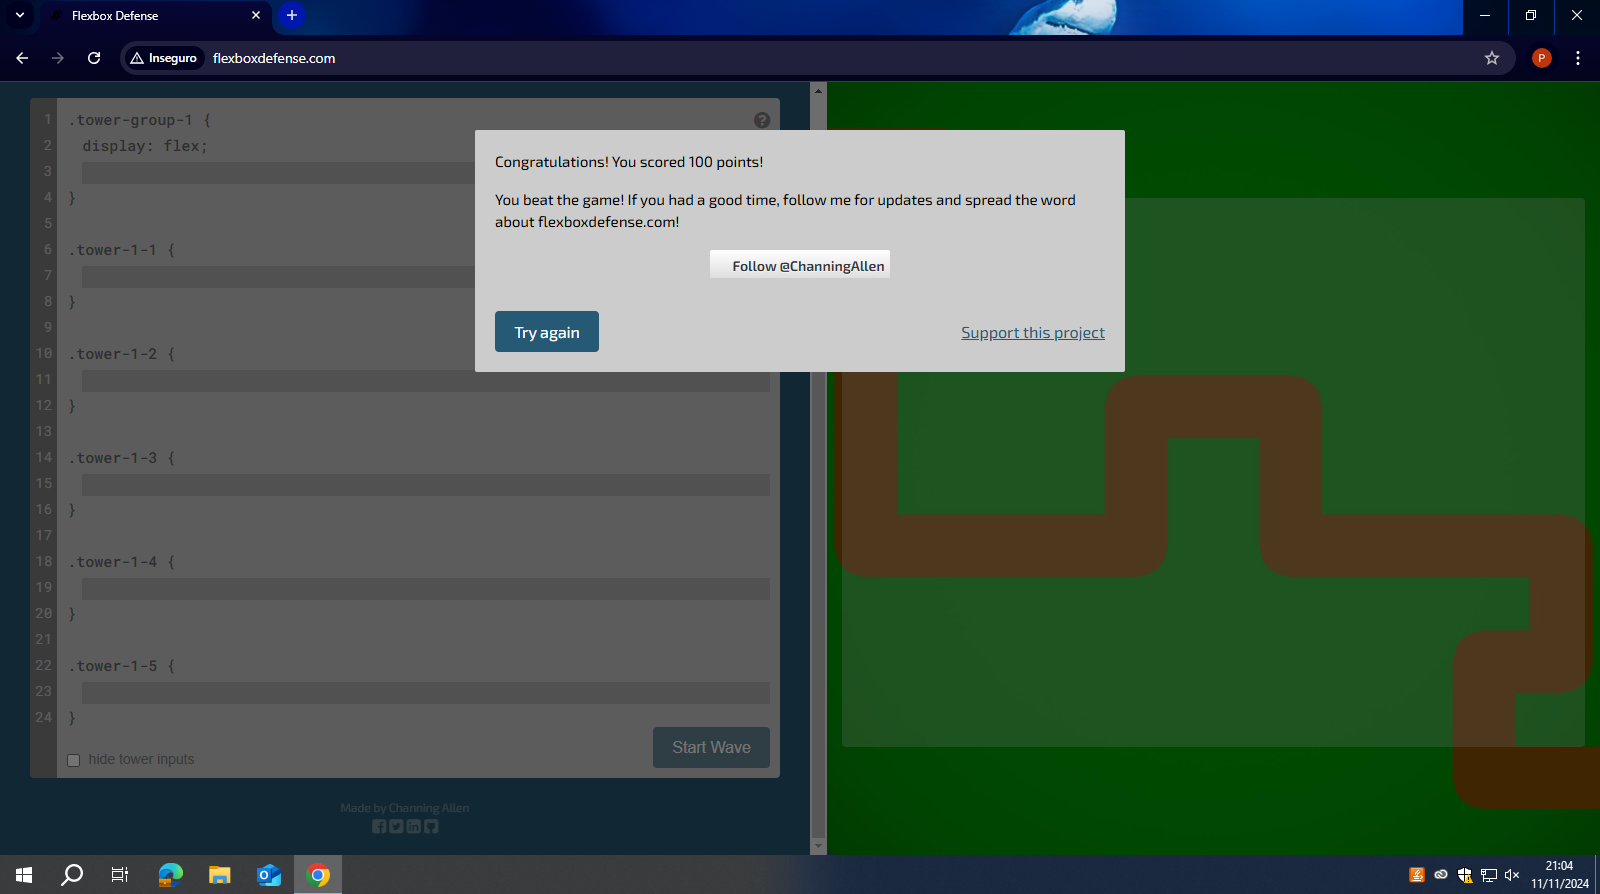 Flexbox Defense
Inseguro
flexboxdefense.com
P
1 .tower-group-1 {
2 display: flex;
3
4 }
5
6 .tower-1-1 {
7
8 }
9
10 .tower-1-2 {
11
12 }
13
14 .tower-1-3 {
15
16 }
17
18 .tower-1-4 {
19
20 }
21
22 .tower-1-5 {
23
24 }
?
Congratulations! You scored 100 points!
You beat the game! If you had a good time, follow me for updates and spread the word
about flexboxdefense.com!
Follow @ChanningAllen
Try again
Support this project
hide tower inputs
Start Wave
Made by Channing Allen
21:04
11/11/2024